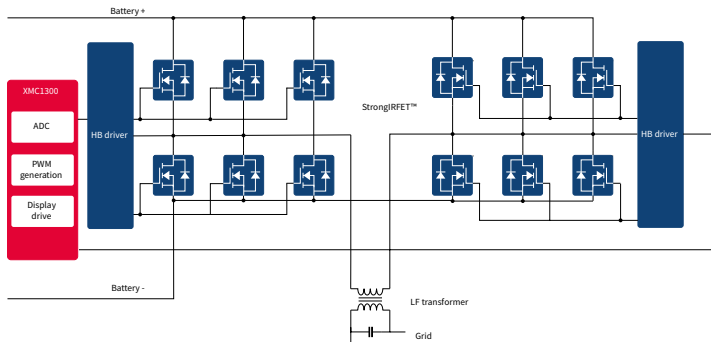 Battery +
XMC1300
ADC
PWM
generation
Display
drive
HB driver
StrongIRFET™
HB driver
Battery -
LF transformer
Grid